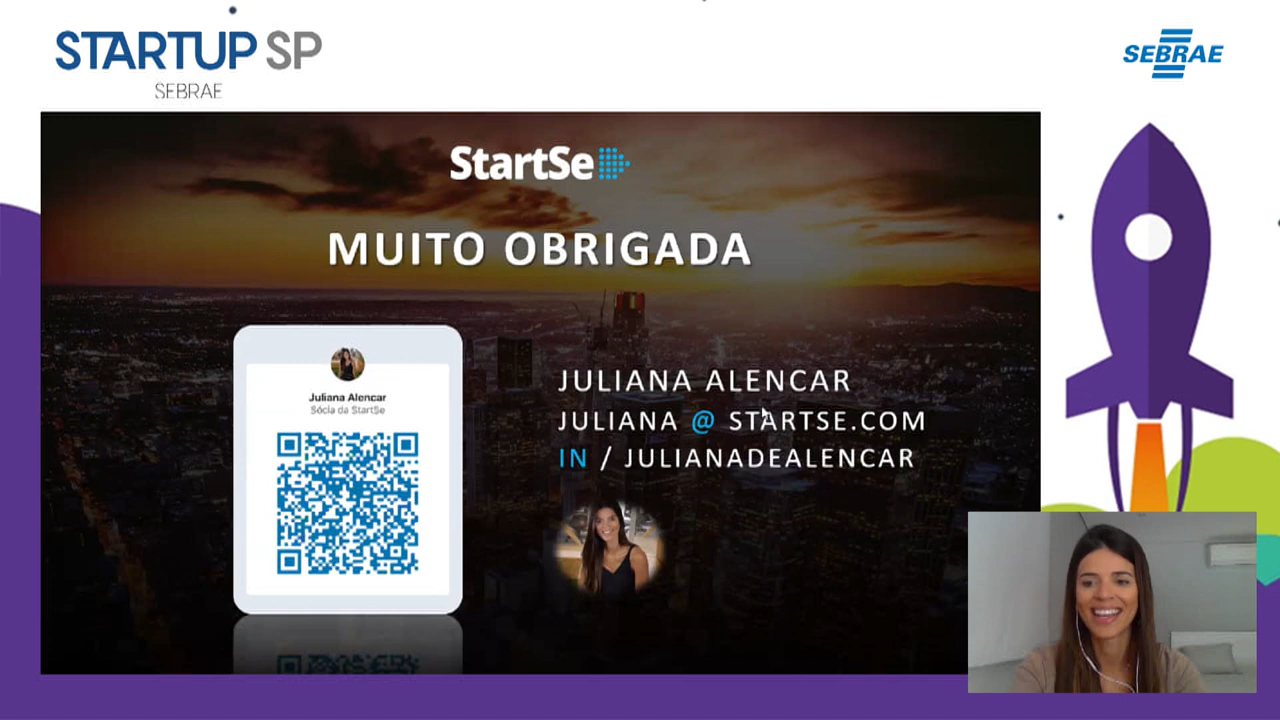 STARTUP SP
SEBRAE
SEBRAE
StartSe
MUITO OBRIGADA
Juliana Alencar
Sócia da StartSe
JULIANA ALENCAR
JULIANA @ STARTSE.COM
IN / JULIANADEALENCAR